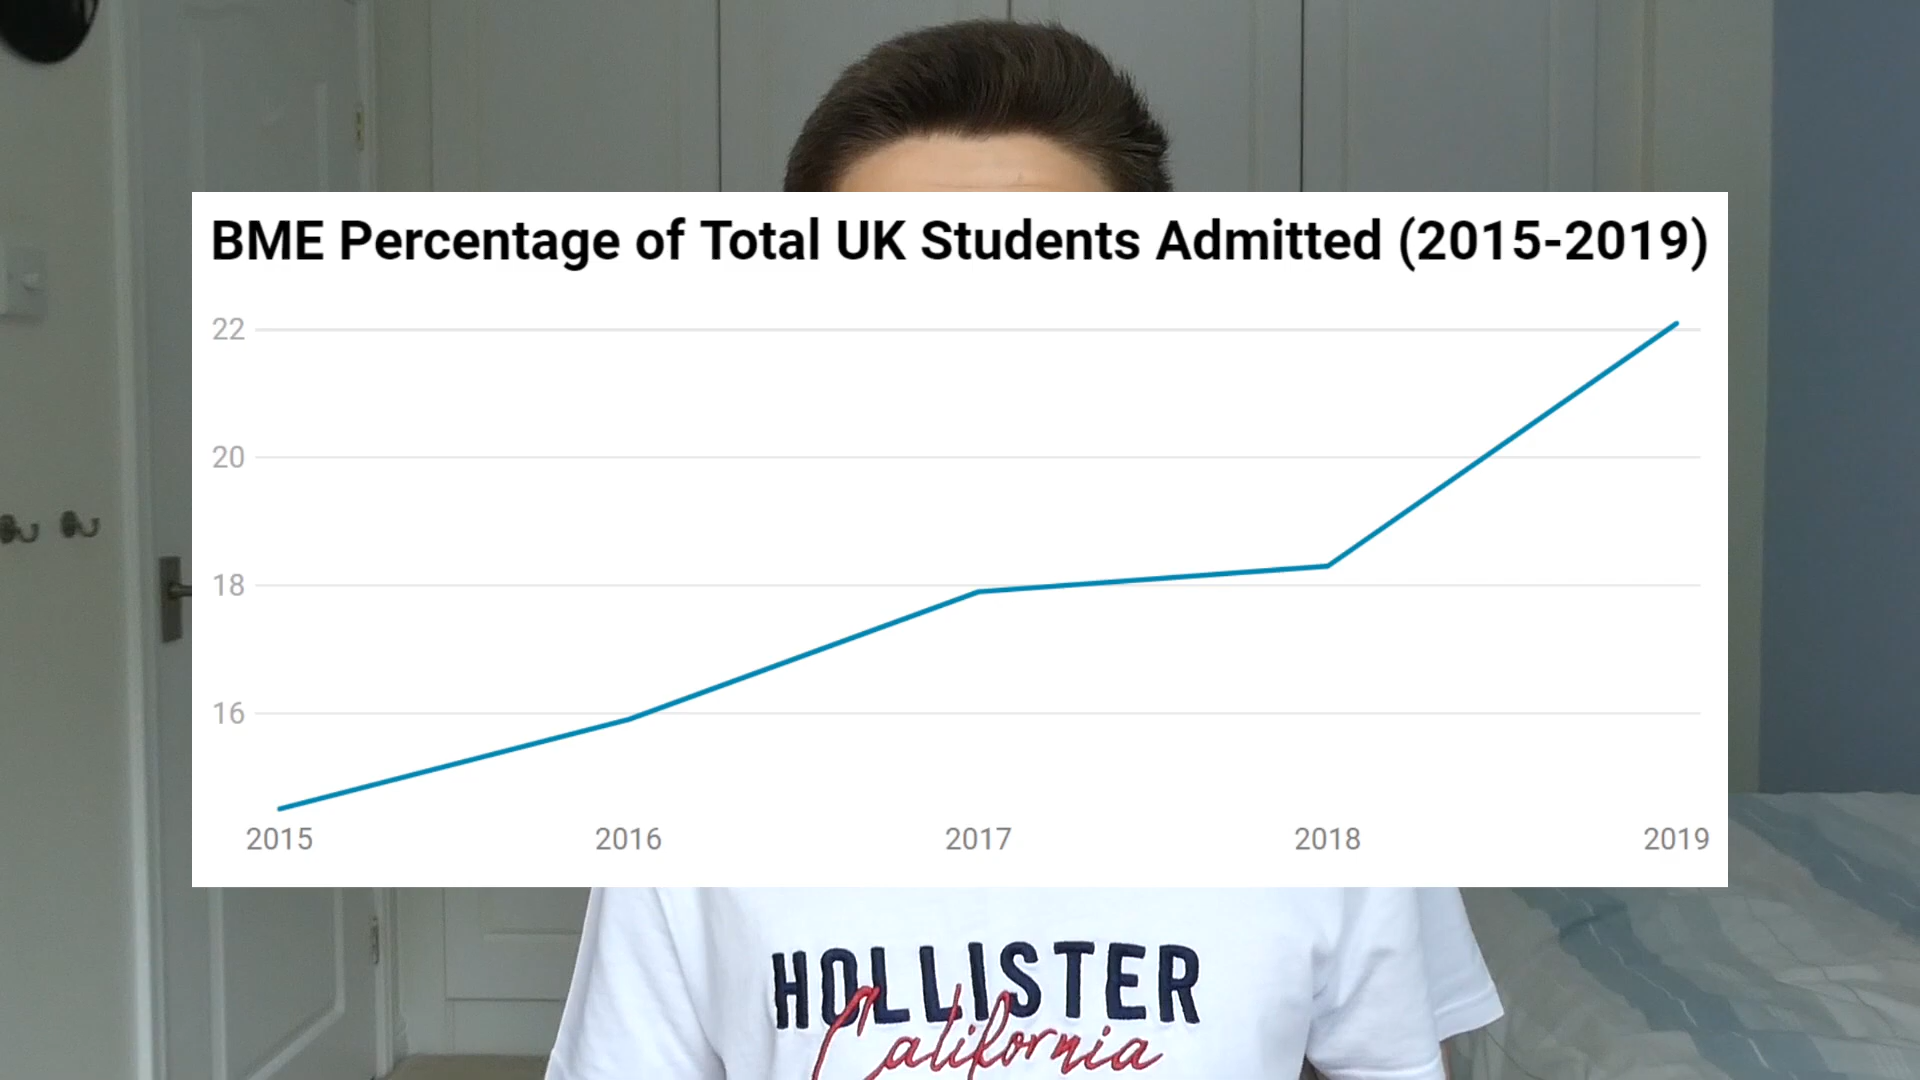 BME Percentage of Total UK Students Admitted (2015-2019)
22
20
18
16
2015 2016 2017 2018 2019
HOLLISTER
California